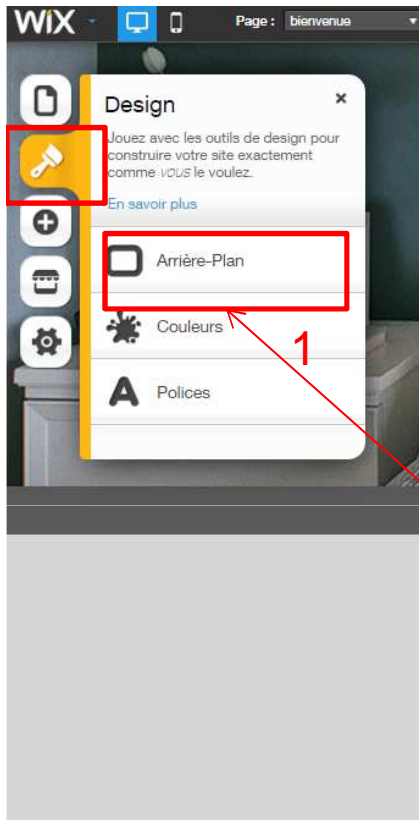 WiX
Page : bienvenue
Design
Jouez avec les outils de design pour
construire votre site exactement
comme vous le voulez.
En savoir plus
Arrière-Plan
Couleurs
1
A Polices